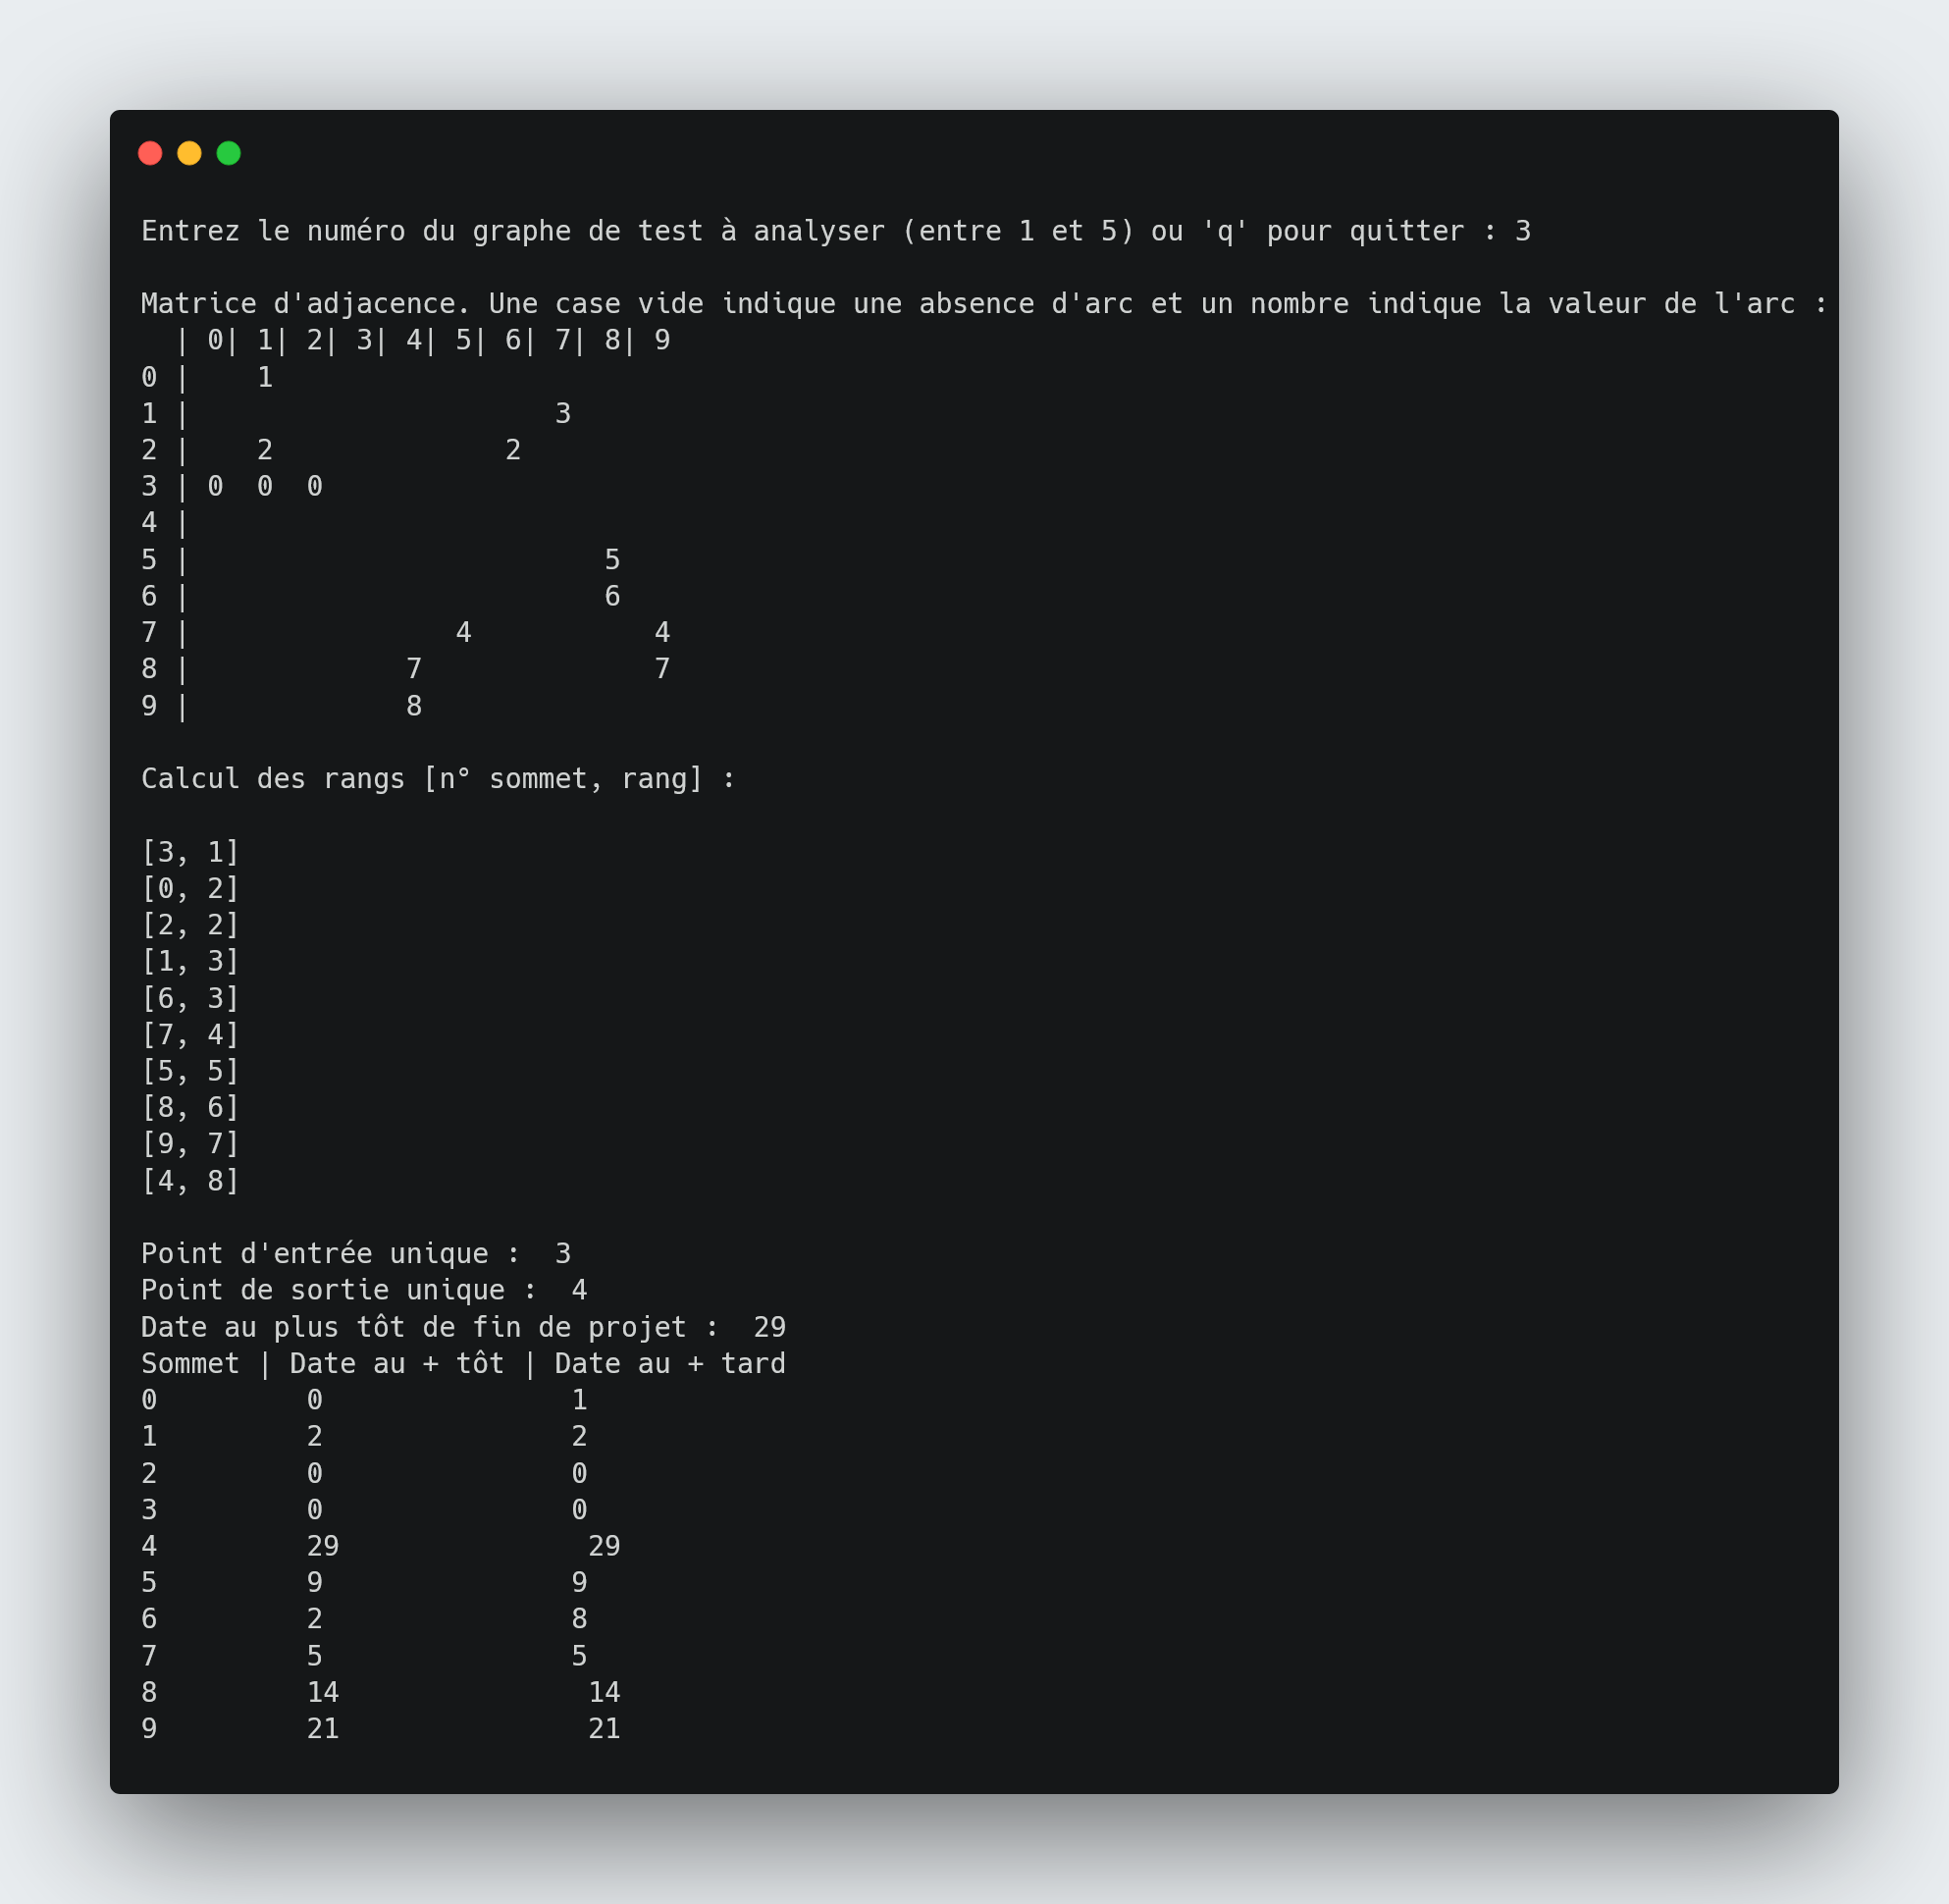 Entrez le numéro du graphe de test à analyser (entre 1 et 5) ou 'q' pour quitter : 3

Matrice d'adjacence. Une case vide indique une absence d'arc et un nombre indique la valeur de l'arc :
  | 0| 1| 2| 3| 4| 5| 6| 7| 8| 9
0 |    1
1 |                      3
2 |    2              2
3 | 0  0  0
4 |
5 |                         5
6 |                         6
7 |                4           4
8 |             7              7
9 |             8

Calcul des rangs [n° sommet, rang] :

[3, 1]
[0, 2]
[2, 2]
[1, 3]
[6, 3]
[7, 4]
[5, 5]
[8, 6]
[9, 7]
[4, 8]

Point d'entrée unique :  3
Point de sortie unique :  4
Date au plus tôt de fin de projet :  29
Sommet | Date au + tôt | Date au + tard
0         0               1
1         2               2
2         0               0
3         0               0
4         29               29
5         9               9
6         2               8
7         5               5
8         14               14
9         21               21